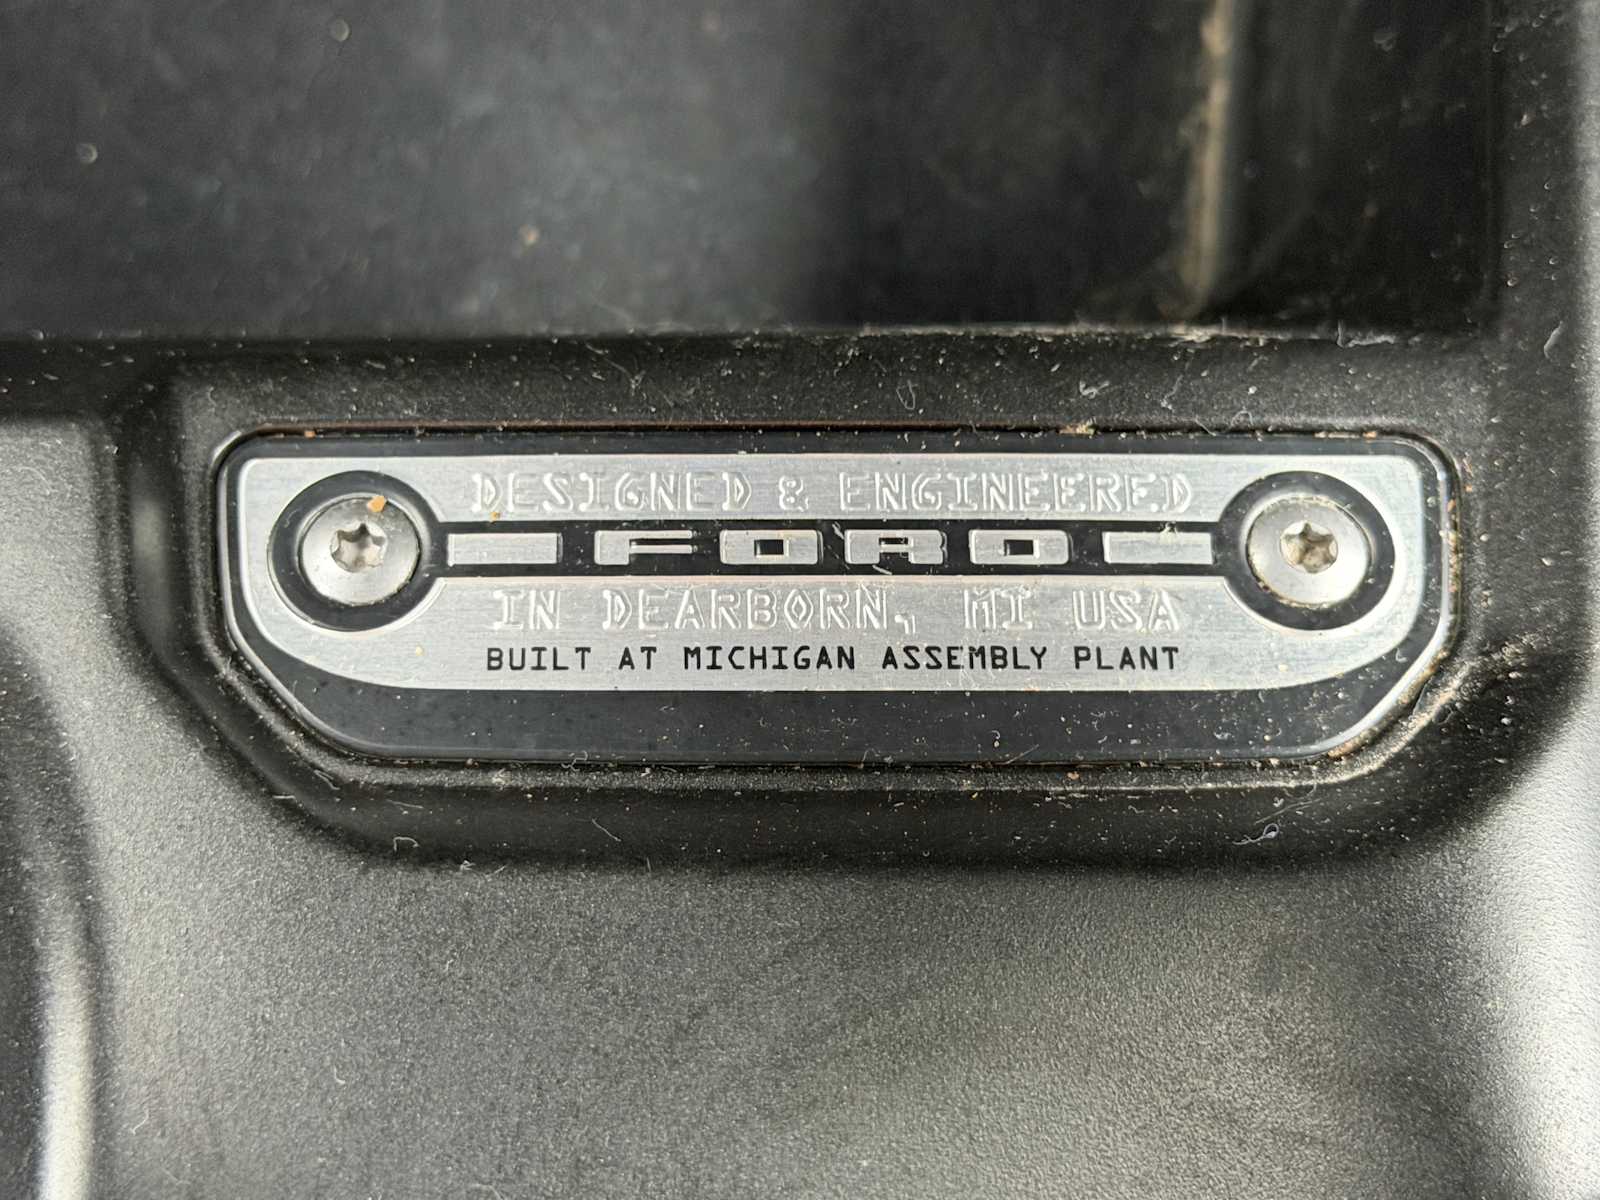 DESIGNED & ENGINEERED
FORD
IN DEARBORN, MI USA
BUILT AT MICHIGAN ASSEMBLY PLANT